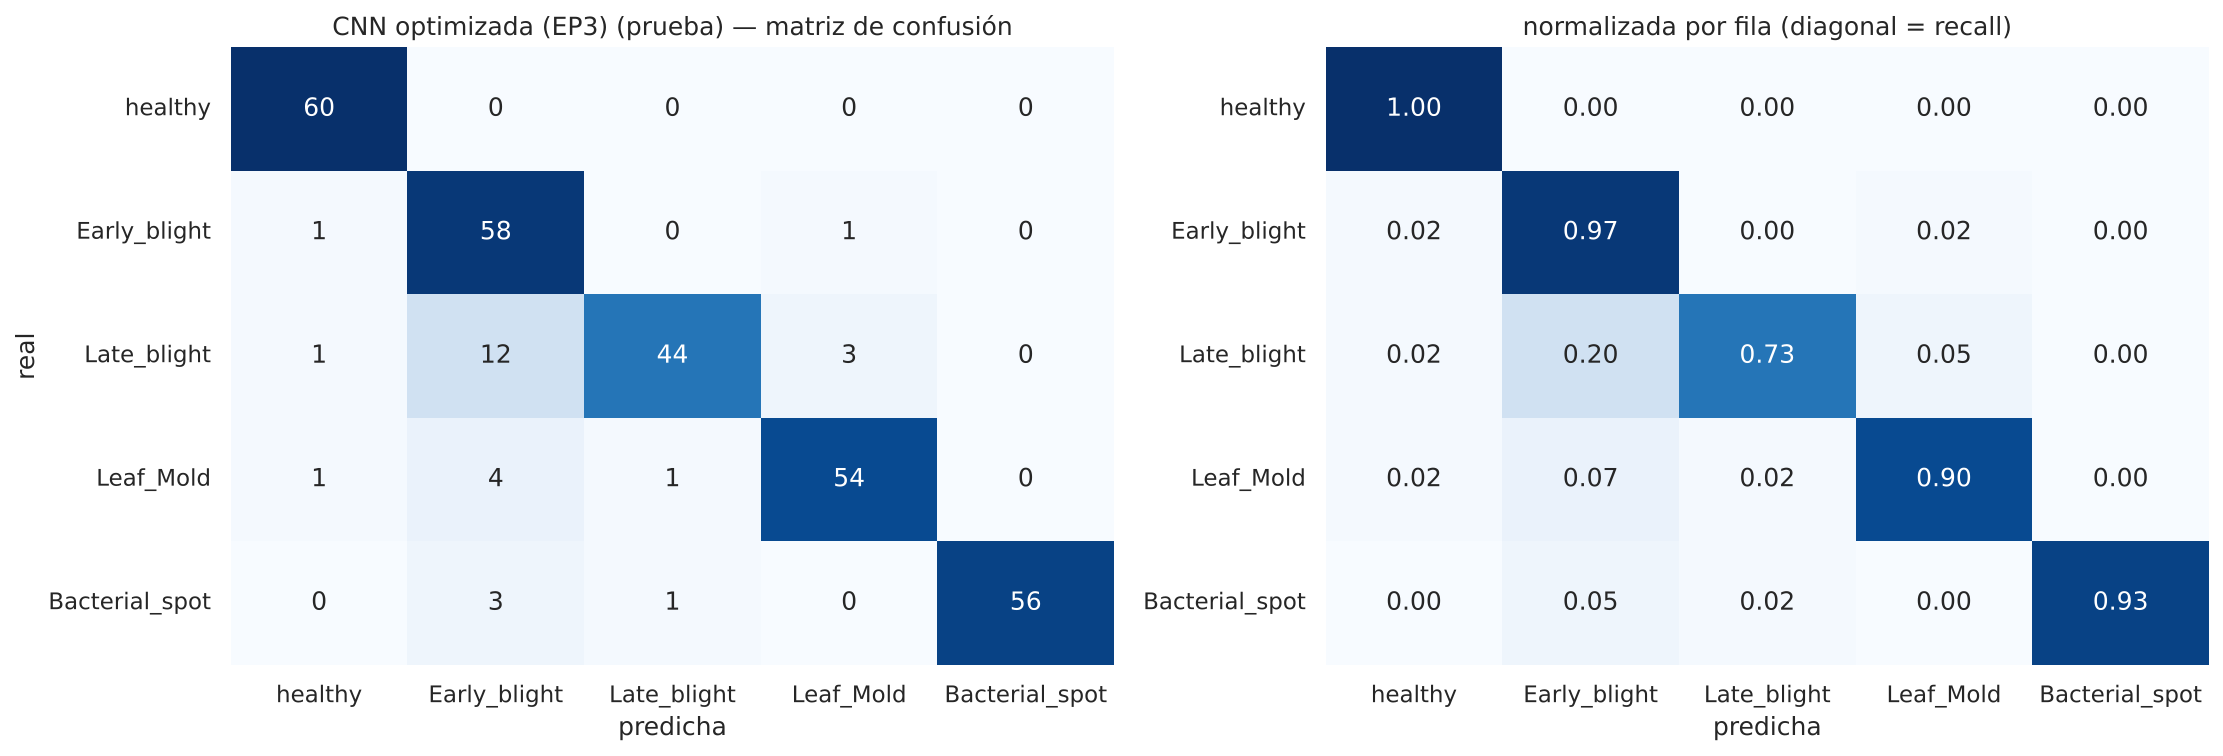 CNN optimizada (EP3) (prueba) — matriz de confusión
real
healthy 60 0 0 0 0
Early_blight 1 58 0 1 0
Late_blight 1 12 44 3 0
Leaf_Mold 1 4 1 54 0
Bacterial_spot 0 3 1 0 56
healthy Early_blight Late_blight Leaf_Mold Bacterial_spot
predicha
normalizada por fila (diagonal = recall)
healthy 1.00 0.00 0.00 0.00 0.00
Early_blight 0.02 0.97 0.00 0.02 0.00
Late_blight 0.02 0.20 0.73 0.05 0.00
Leaf_Mold 0.02 0.07 0.02 0.90 0.00
Bacterial_spot 0.00 0.05 0.02 0.00 0.93
healthy Early_blight Late_blight Leaf_Mold Bacterial_spot
predicha